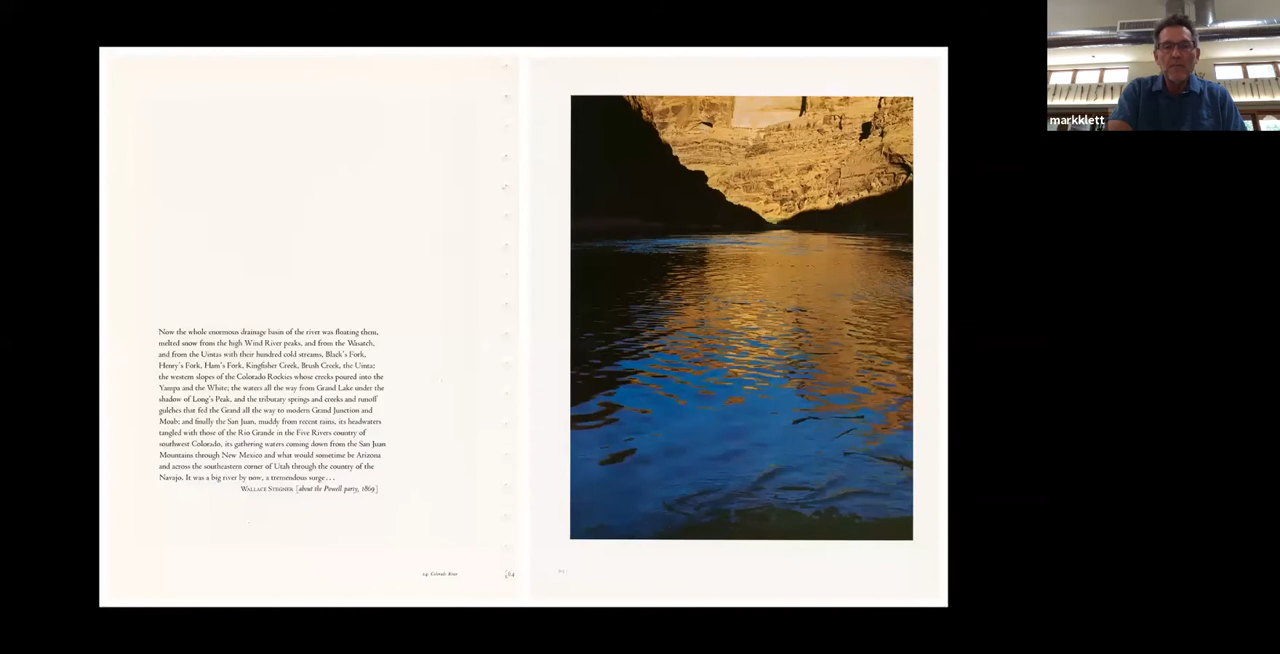 markklett
Now the whole enormous drainage basin of the river was floating them,
melted snow from the high Wind River peaks, and from the Wasatch,
and from the Uintas with their hundred cold streams, Black's Fork,
Henry's Fork, Ham's Fork, Kingfisher Creek, Brush Creek, the Uinta:
the western slopes of the Colorado Rockies whose creeks poured into the
Yampa and the White; the waters all the way from Grand Lake under the
shadow of Long's Peak, and the tributary springs and creeks and runoff
gulches that fed the Grand all the way to modern Grand Junction and
Moab; and finally the San Juan, muddy from recent rains, its headwaters
tangled with those of the Rio Grande in the Five Rivers country of
southwest Colorado, its gathering waters coming down from the San Juan
Mountains through New Mexico and what would sometime be Arizona
and across the southeastern corner of Utah through the country of the
Navajo. It was a big river by now, a tremendous surge...
WALLACE STEGNER [about the Powell party, 1869]
Colorado River